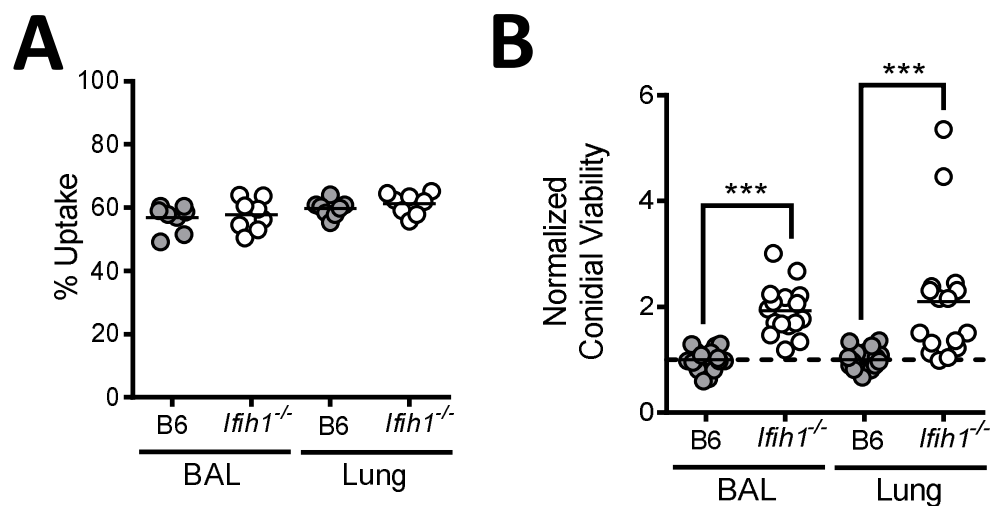 A
B
% Uptake
100
80
60
40
20
0
B6
Ifih1-/-
B6
Ifih1-/-
BAL
Lung
Normalized
Conidial Viability
6
4
2
0
***
***
B6
Ifih1-/-
B6
Ifih1-/-
BAL
Lung